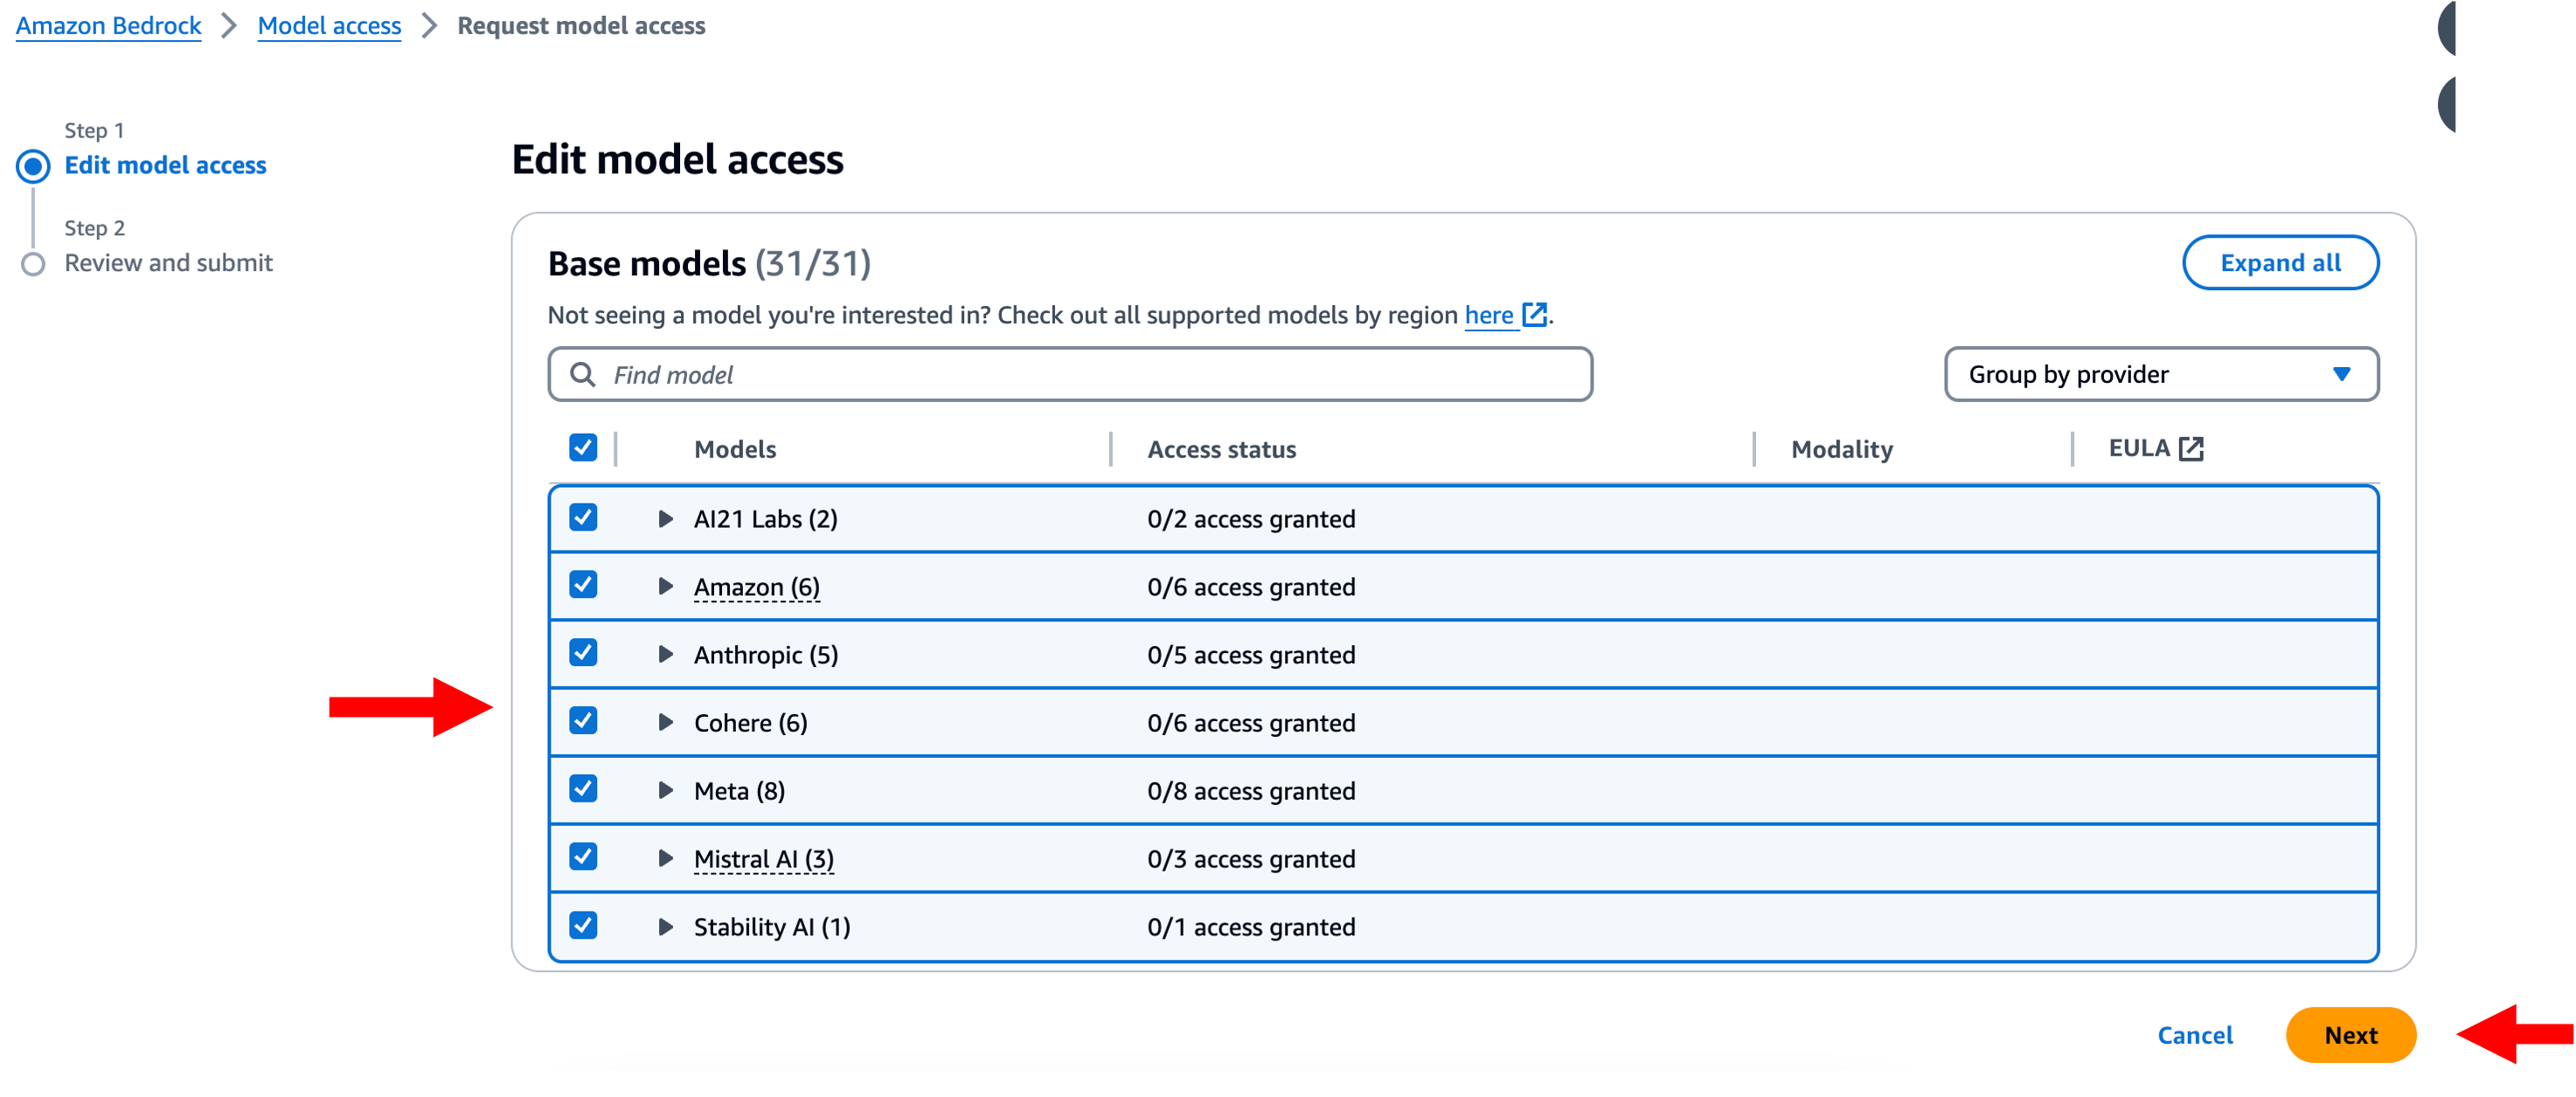 Amazon Bedrock > Model access > Request model access
Step 1
Edit model access
Step 2
Review and submit
Edit model access
Base models (31/31)
Expand all
Not seeing a model you're interested in? Check out all supported models by region here.
Find model
Group by provider
Models Access status Modality EULA
AI21 Labs (2) 0/2 access granted
Amazon (6) 0/6 access granted
Anthropic (5) 0/5 access granted
Cohere (6) 0/6 access granted
Meta (8) 0/8 access granted
Mistral AI (3) 0/3 access granted
Stability AI (1) 0/1 access granted
Cancel Next